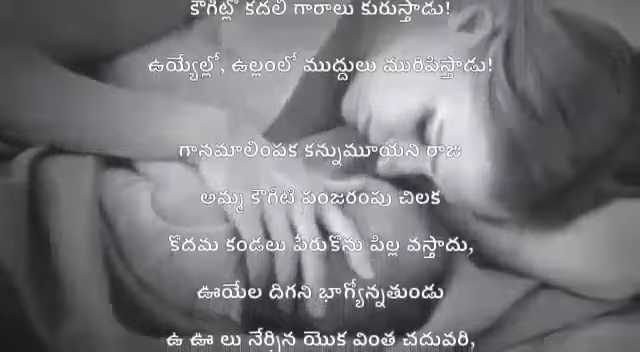 కౌగిట్లో కదలి గారాలు కురుస్తాడు!
ఉయ్యేల్లో, ఉల్లంలో ముద్దులు మురిపిస్తాడు!
గానమాలింపక కన్నుమూయని రాజు
అమ్మ కౌగిటి పంజరంపు చిలక
కొదమ కండలు పేరుకొను పిల్ల వస్తాదు,
ఊయేల దిగని భాగ్యోన్నతుండు
ఉ ఊ లు నేర్చిన యొక వింత చదువరి,